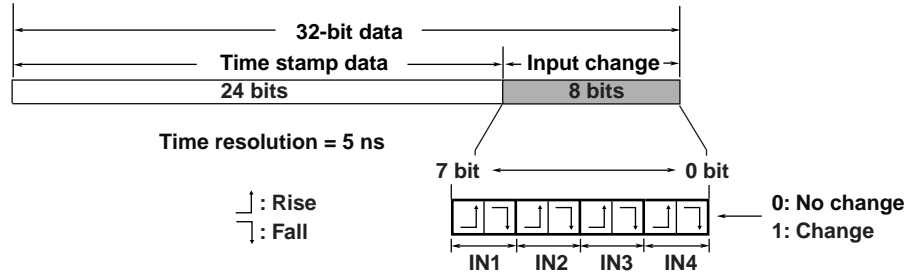 32-bit data
Time stamp data
Input change
24 bits
8 bits
Time resolution = 5 ns
7 bit
0 bit
: Rise
: Fall
0: No change
1: Change
IN1
IN2
IN3
IN4